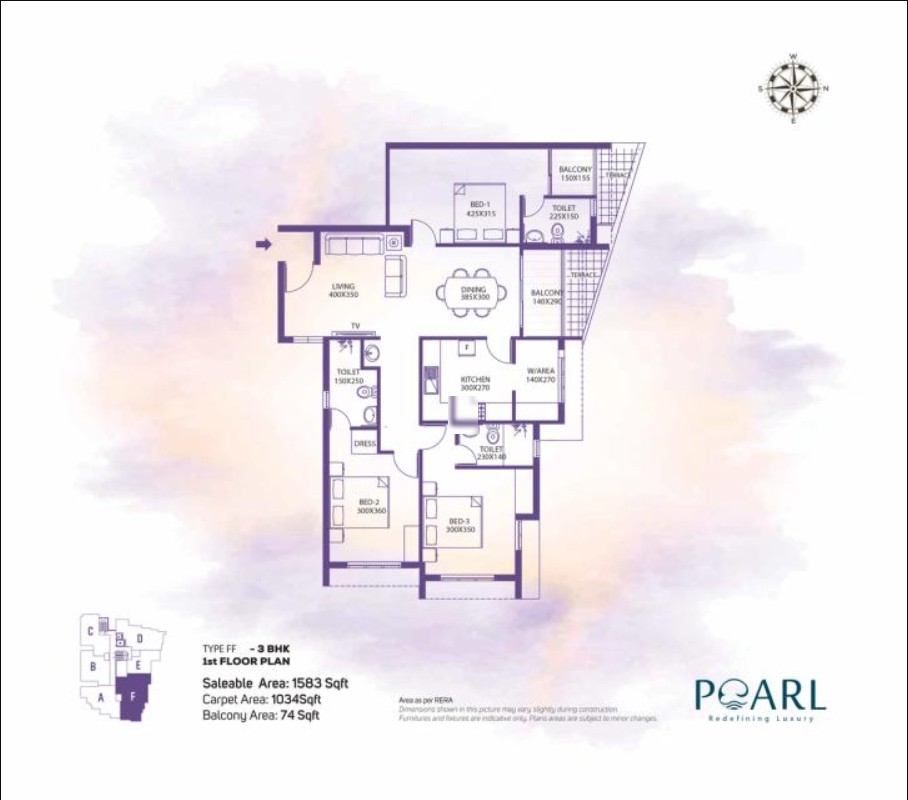 W
S N
E
BALCONY
150X155
TERRACE
BED-1
425X315
TOILET
225X150
LIVING
400X350
DINING
385X300
BALCONY
140X290
TERRACE
TV
F
TOILET
150X250
KITCHEN
300X270
W/AREA
140X270
DRESS
TOILET
230X140
BED-2
300X360
BED-3
300X350
C
D
B
E
A
F
TYPE FF - 3 BHK
1st FLOOR PLAN
Saleable Area: 1583 Sqft
Carpet Area: 1034Sqft
Balcony Area: 74 Sqft
Area as per RERA
Dimensions shown in this picture may vary slightly during construction.
Furnitures and fixtures are indicative only. Plans areas are subject to minor changes.
PEARL
Redefining Luxury